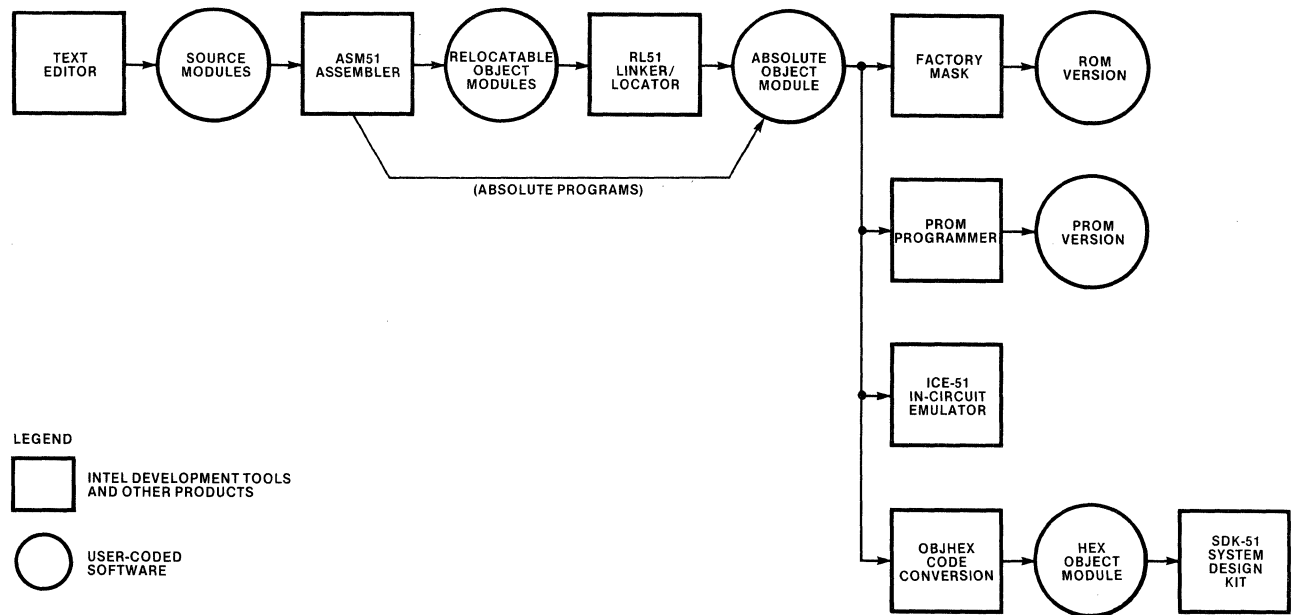 TEXT
EDITOR
SOURCE
MODULES
ASM51
ASSEMBLER
RELOCATABLE
OBJECT
MODULES
RL51
LINKER/
LOCATOR
ABSOLUTE
OBJECT
MODULE
FACTORY
MASK
ROM
VERSION
(ABSOLUTE PROGRAMS)
PROM
PROGRAMMER
PROM
VERSION
ICE-51
IN-CIRCUIT
EMULATOR
OBJHEX
CODE
CONVERSION
HEX
OBJECT
MODULE
SDK-51
SYSTEM
DESIGN
KIT
LEGEND
INTEL DEVELOPMENT TOOLS
AND OTHER PRODUCTS
USER-CODED
SOFTWARE